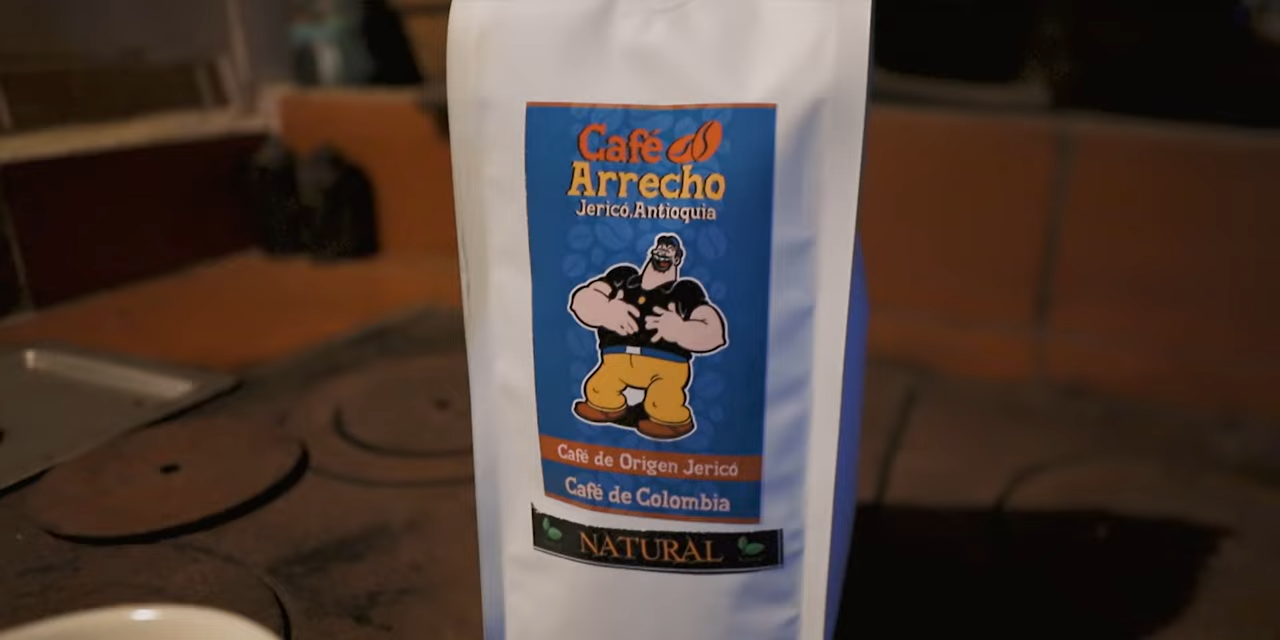 Café
Arrecho
Jericó,Antioquia
Café de Origen Jericó
Café de Colombia
NATURAL